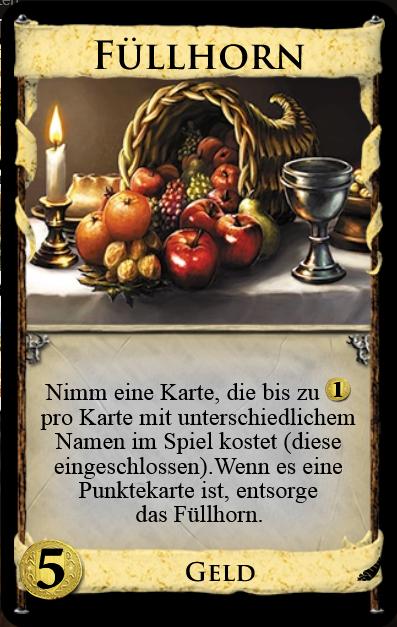 FÜLLHORN
Nimm eine Karte, die bis zu 1
pro Karte mit unterschiedlichem
Namen im Spiel kostet (diese
eingeschlossen).Wenn es eine
Punktekarte ist, entsorge
das Füllhorn.
5 GELD